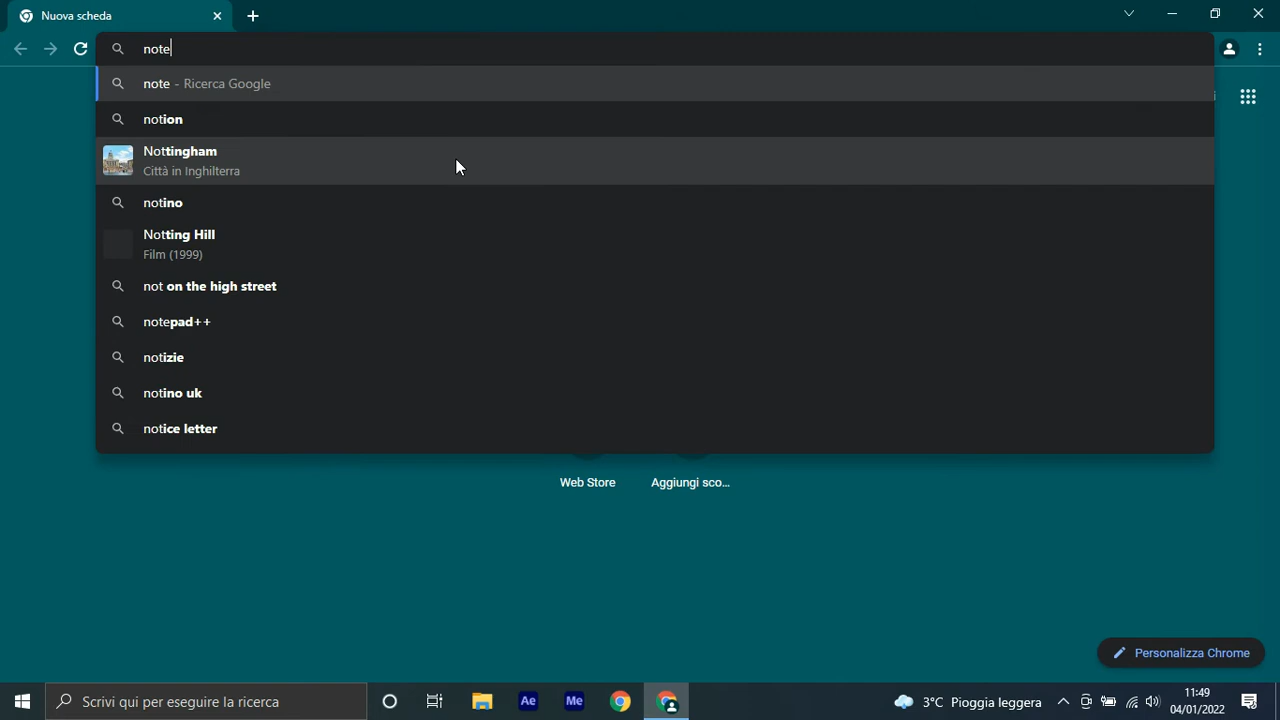 Nuova scheda
note
note - Ricerca Google
notion
Nottingham
Città in Inghilterra
notino
Notting Hill
Film (1999)
not on the high street
notepad++
notizie
notino uk
notice letter
Web Store
Aggiungi sco...
Personalizza Chrome
Scrivi qui per eseguire la ricerca
Ae
Me
3°C Pioggia leggera
11:49
04/01/2022